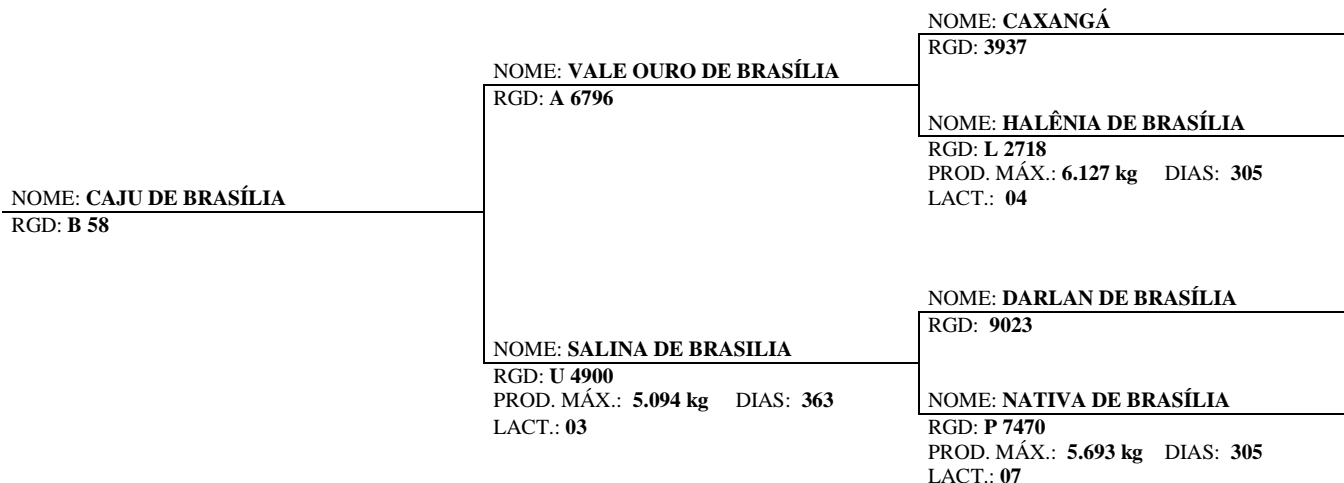 NOME: CAXANGÁ
RGD: 3937
NOME: VALE OURO DE BRASÍLIA
RGD: A 6796
NOME: HALÊNIA DE BRASÍLIA
RGD: L 2718
PROD. MÁX.: 6.127 kg DIAS: 305
LACT.: 04
NOME: CAJU DE BRASÍLIA
RGD: B 58
NOME: DARLAN DE BRASÍLIA
RGD: 9023
NOME: SALINA DE BRASILIA
RGD: U 4900
PROD. MÁX.: 5.094 kg DIAS: 363
LACT.: 03
NOME: NATIVA DE BRASÍLIA
RGD: P 7470
PROD. MÁX.: 5.693 kg DIAS: 305
LACT.: 07